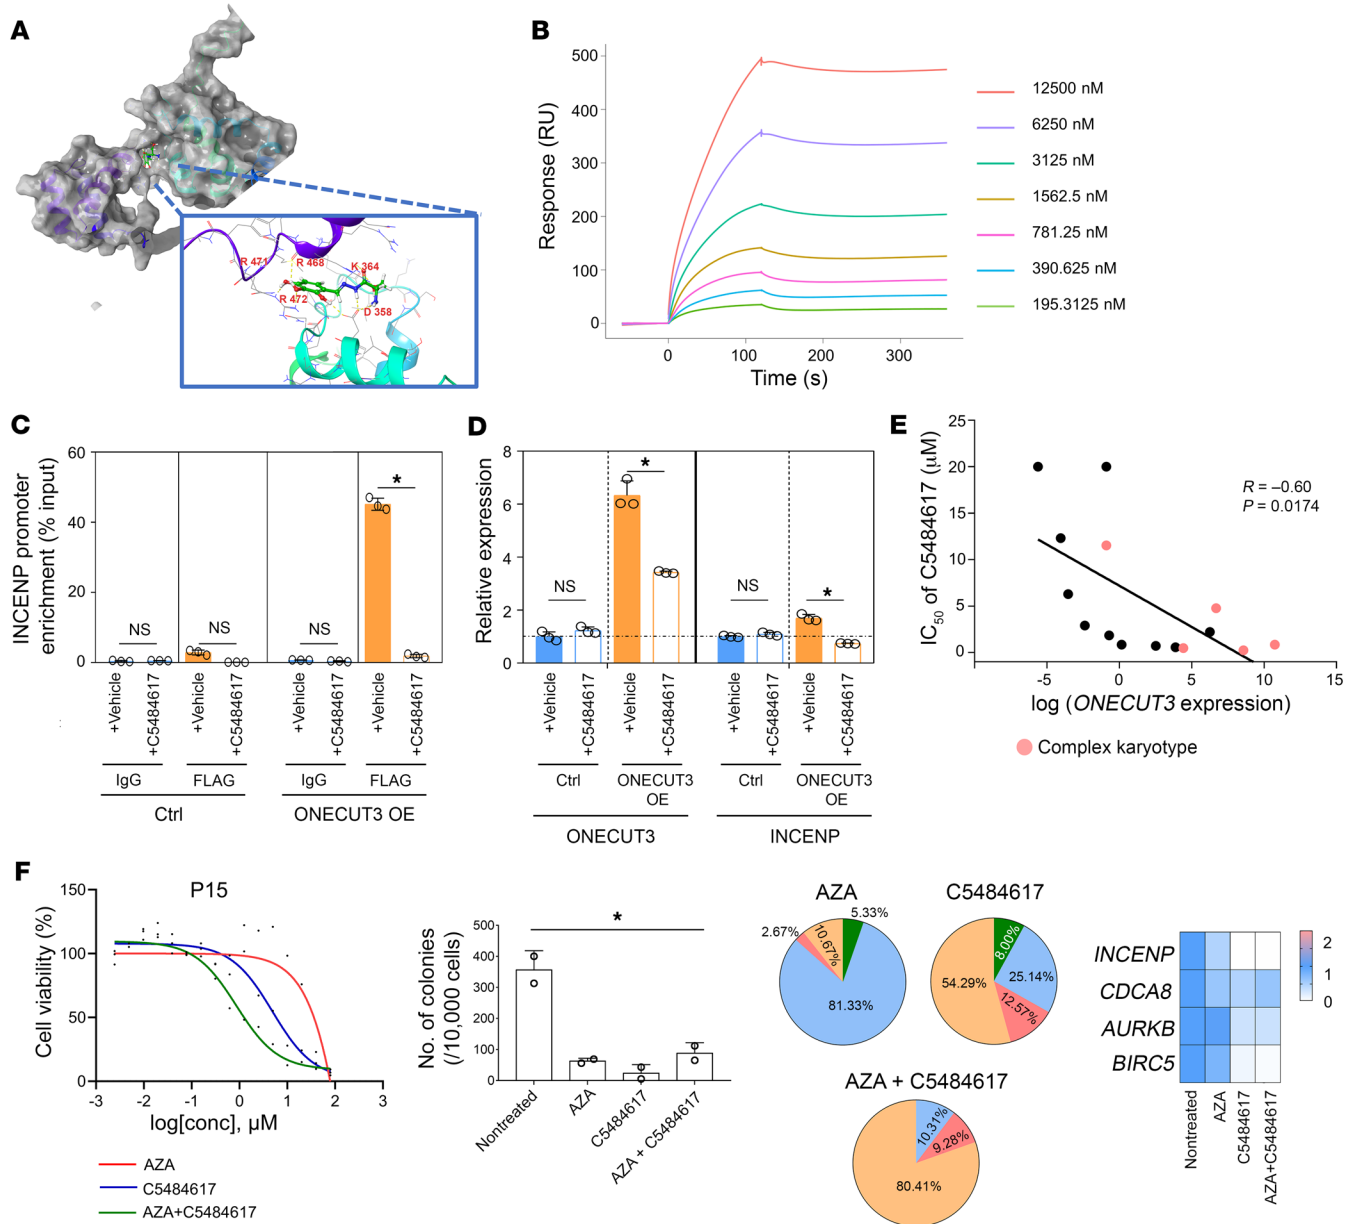 A
R 471
R 468
K 364
R 472
D 358
B
Response (RU)
500
400
300
200
100
0
0
100
200
300
Time (s)
12500 nM
6250 nM
3125 nM
1562.5 nM
781.25 nM
390.625 nM
195.3125 nM
C
INCENP promoter
enrichment (% input)
60
40
20
0
NS
NS
NS
*
+Vehicle
+C5484617
+Vehicle
+C5484617
+Vehicle
+C5484617
+Vehicle
+C5484617
IgG
FLAG
IgG
FLAG
Ctrl
ONECUT3 OE
D
Relative expression
8
6
4
2
0
NS
*
NS
*
+Vehicle
+C5484617
+Vehicle
+C5484617
+Vehicle
+C5484617
+Vehicle
+C5484617
Ctrl
ONECUT3
OE
Ctrl
ONECUT3
OE
ONECUT3
INCENP
E
IC50 of C5484617 (μM)
25
20
15
10
5
0
R = –0.60
P = 0.0174
-5
0
5
10
15
log (ONECUT3 expression)
Complex karyotype
F
P15
Cell viability (%)
150
100
50
0
-3
-2
-1
0
1
2
3
log[conc], μM
AZA
C5484617
AZA+C5484617
No. of colonies
(/10,000 cells)
500
400
300
200
100
0
*
Nontreated
AZA
C5484617
AZA + C5484617
AZA
5.33%
2.67%
10.67%
81.33%
C5484617
8.00%
25.14%
12.57%
54.29%
AZA + C5484617
10.31%
9.28%
80.41%
INCENP
CDCA8
AURKB
BIRC5
2
1
0
Nontreated
AZA
C5484617
AZA+C5484617